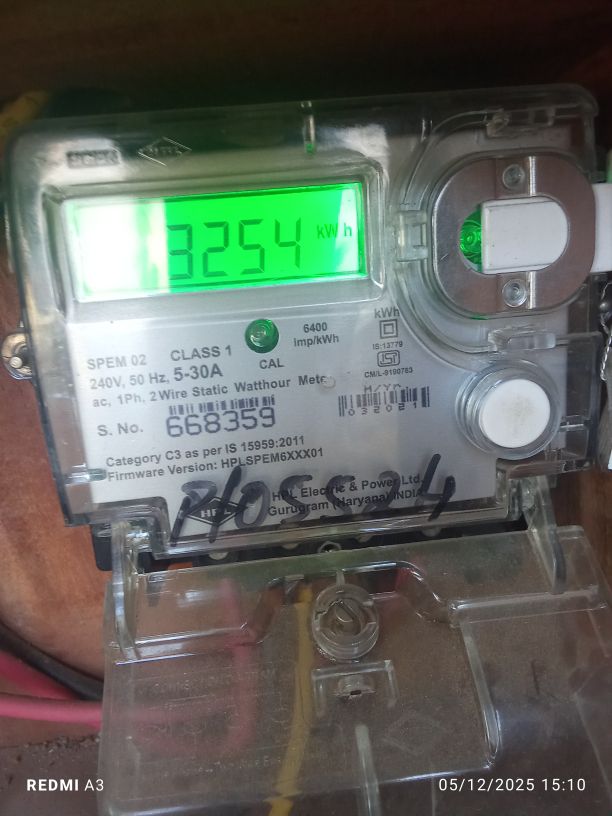 3254 kWh
6400
Imp/kWh
kWh
SPEM 02 CLASS 1
CAL
IS:13779
240V, 50 Hz, 5-30A
CM/L-9190763
ac, 1Ph, 2 Wire Static Watthour Meter
S. No. 668359
032021
Category C3 as per IS 15959:2011
Firmware Version: HPLSPEM6XXX01
HPL
HPL Electric & Power Ltd.
Gurugram (Haryana) INDIA
REDMI A3
05/12/2025 15:10